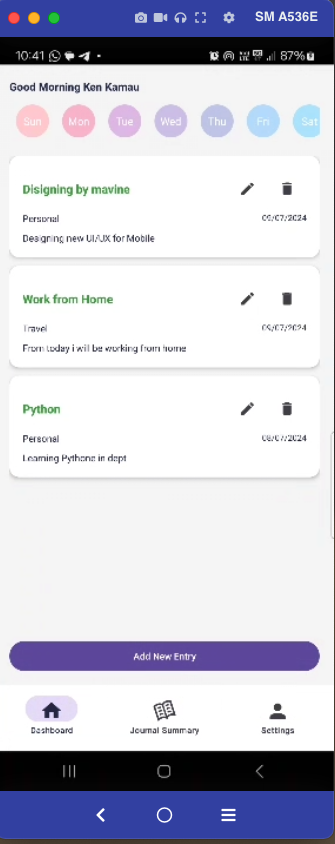 SM A536E
10:41
87%
Good Morning Ken Kamau
Sun Mon Tue Wed Thu Fri Sat
Disigning by mavine
Personal 09/07/2024
Designing new UI/UX for Mobile
Work from Home
Travel 09/07/2024
From today i will be working from home
Python
Personal 08/07/2024
Learning Pythone in dept
Add New Entry
Dashboard Journal Summary Settings